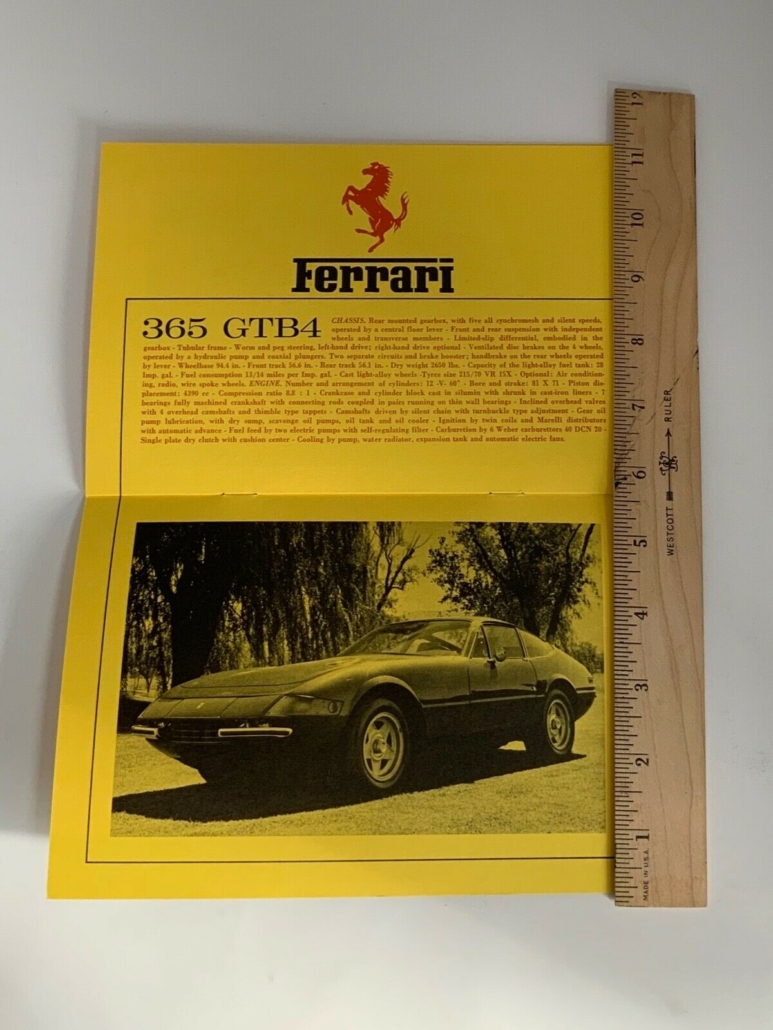 Ferrari
365 GTB4
CHASSIS. Rear mounted gearbox, with five all synchromesh and silent speeds,
operated by a central floor lever - Front and rear suspension with independent
wheels and transverse members - Limited-slip differential, embodied in the
gearbox - Tubular frame - Worm and peg steering, left-hand drive; right-hand drive optional - Ventilated disc brakes on the 4 wheels,
operated by a hydraulic pump and coaxial plungers. Two separate circuits and brake booster; handbrake on the rear wheels operated
by lever - Wheelbase 94.4 in. - Front track 56.6 in. - Rear track 56.1 in. - Dry weight 2650 lbs. - Capacity of the light-alloy fuel tank: 28
Imp. gal. - Fuel consumption 13/14 miles per Imp. gal. - Cast light-alloy wheels -Tyres size 215/70 VR 15X - Optional: Air condition-
ing, radio, wire spoke wheels. ENGINE. Number and arrangement of cylinders: 12 -V- 60° - Bore and stroke: 81 X 71 - Piston dis-
placement: 4390 cc - Compression ratio 8.8 : 1 - Crankcase and cylinder block cast in silumin with shrunk in cast-iron liners - 7
bearings fully machined crankshaft with connecting rods coupled in pairs running on thin wall bearings - Inclined overhead valves
with 4 overhead camshafts and thimble type tappets - Camshafts driven by silent chain with turnbuckle type adjustment - Gear oil
pump lubrication, with dry sump, scavenge oil pumps, oil tank and oil cooler - Ignition by twin coils and Marelli distributors
with automatic advance - Fuel feed by two electric pumps with self-regulating filter - Carburetion by 6 Weber carburettors 40 DCN 20 -
Single plate dry clutch with cushion center - Cooling by pump, water radiator, expansion tank and automatic electric fans.
12
11
10
9
8
7
6
5
4
3
2
1
WESTCOTT RULER
MADE IN U.S.A.